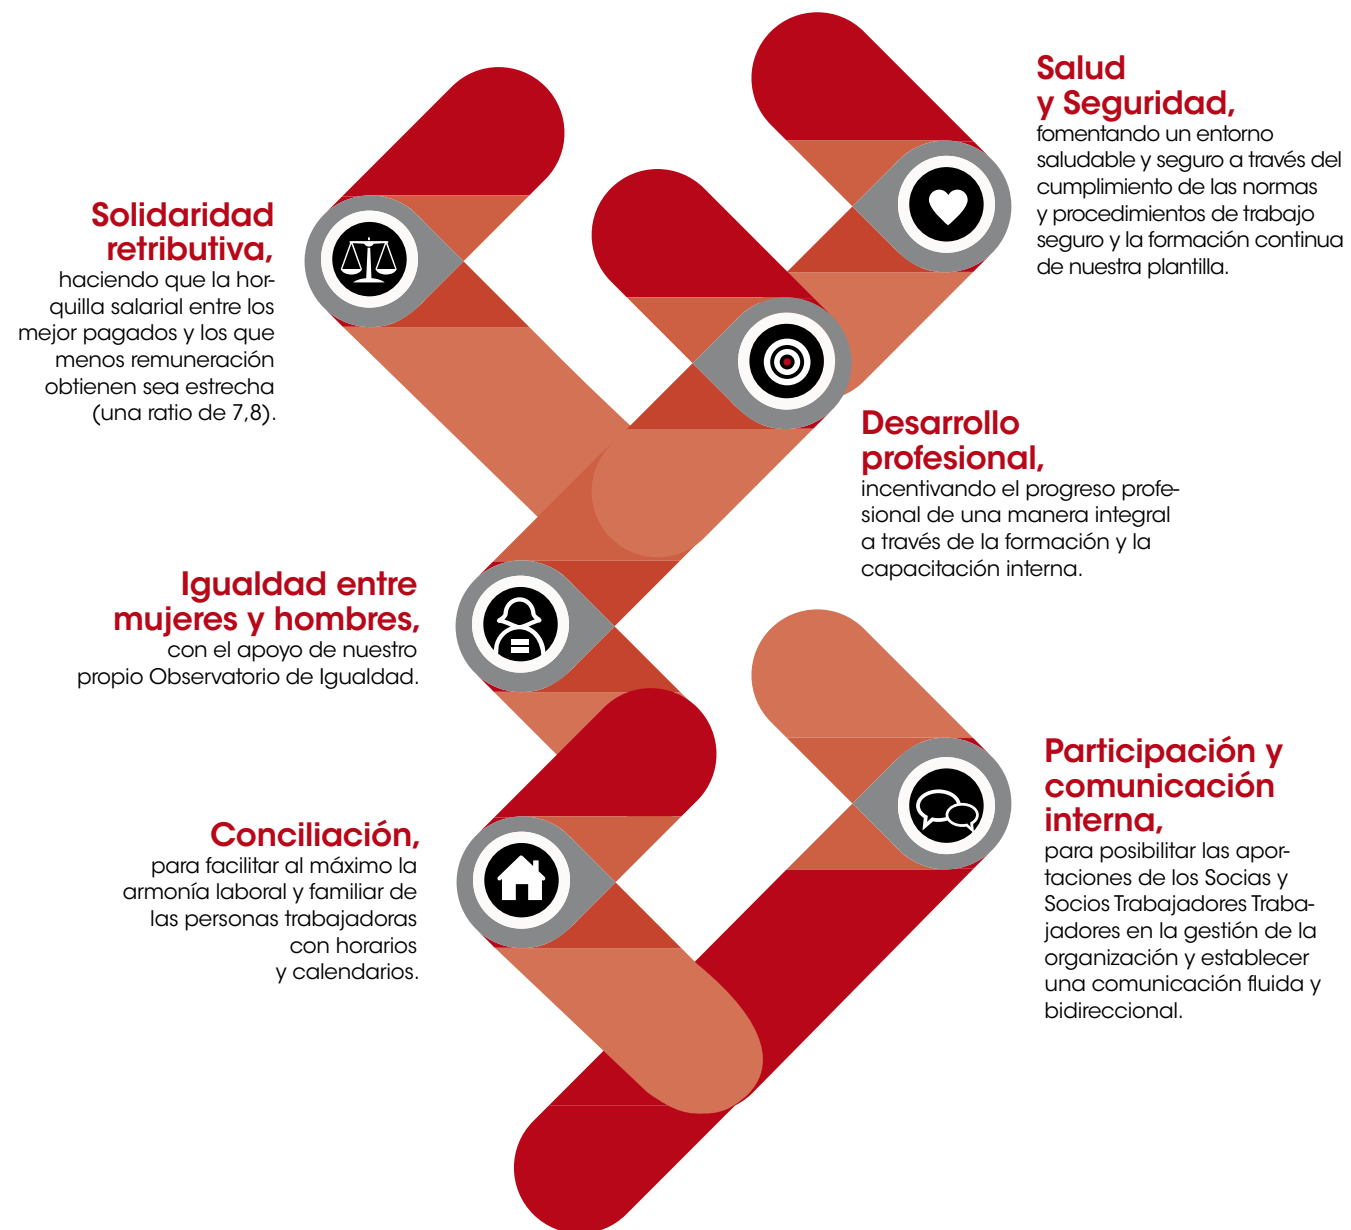 Solidaridad
retributiva,
haciendo que la hor-
quilla salarial entre los
mejor pagados y los que
menos remuneración
obtienen sea estrecha
(una ratio de 7,8).
Salud
y Seguridad,
fomentando un entorno
saludable y seguro a través del
cumplimiento de las normas
y procedimientos de trabajo
seguro y la formación continua
de nuestra plantilla.
Desarrollo
profesional,
incentivando el progreso profe-
sional de una manera integral
a través de la formación y la
capacitación interna.
Igualdad entre
mujeres y hombres,
con el apoyo de nuestro
propio Observatorio de Igualdad.
Conciliación,
para facilitar al máximo la
armonía laboral y familiar de
las personas trabajadoras
con horarios
y calendarios.
Participación y
comunicación
interna,
para posibilitar las apor-
taciones de los Socias y
Socios Trabajadores Traba-
jadores en la gestión de la
organización y establecer
una comunicación fluida y
bidireccional.